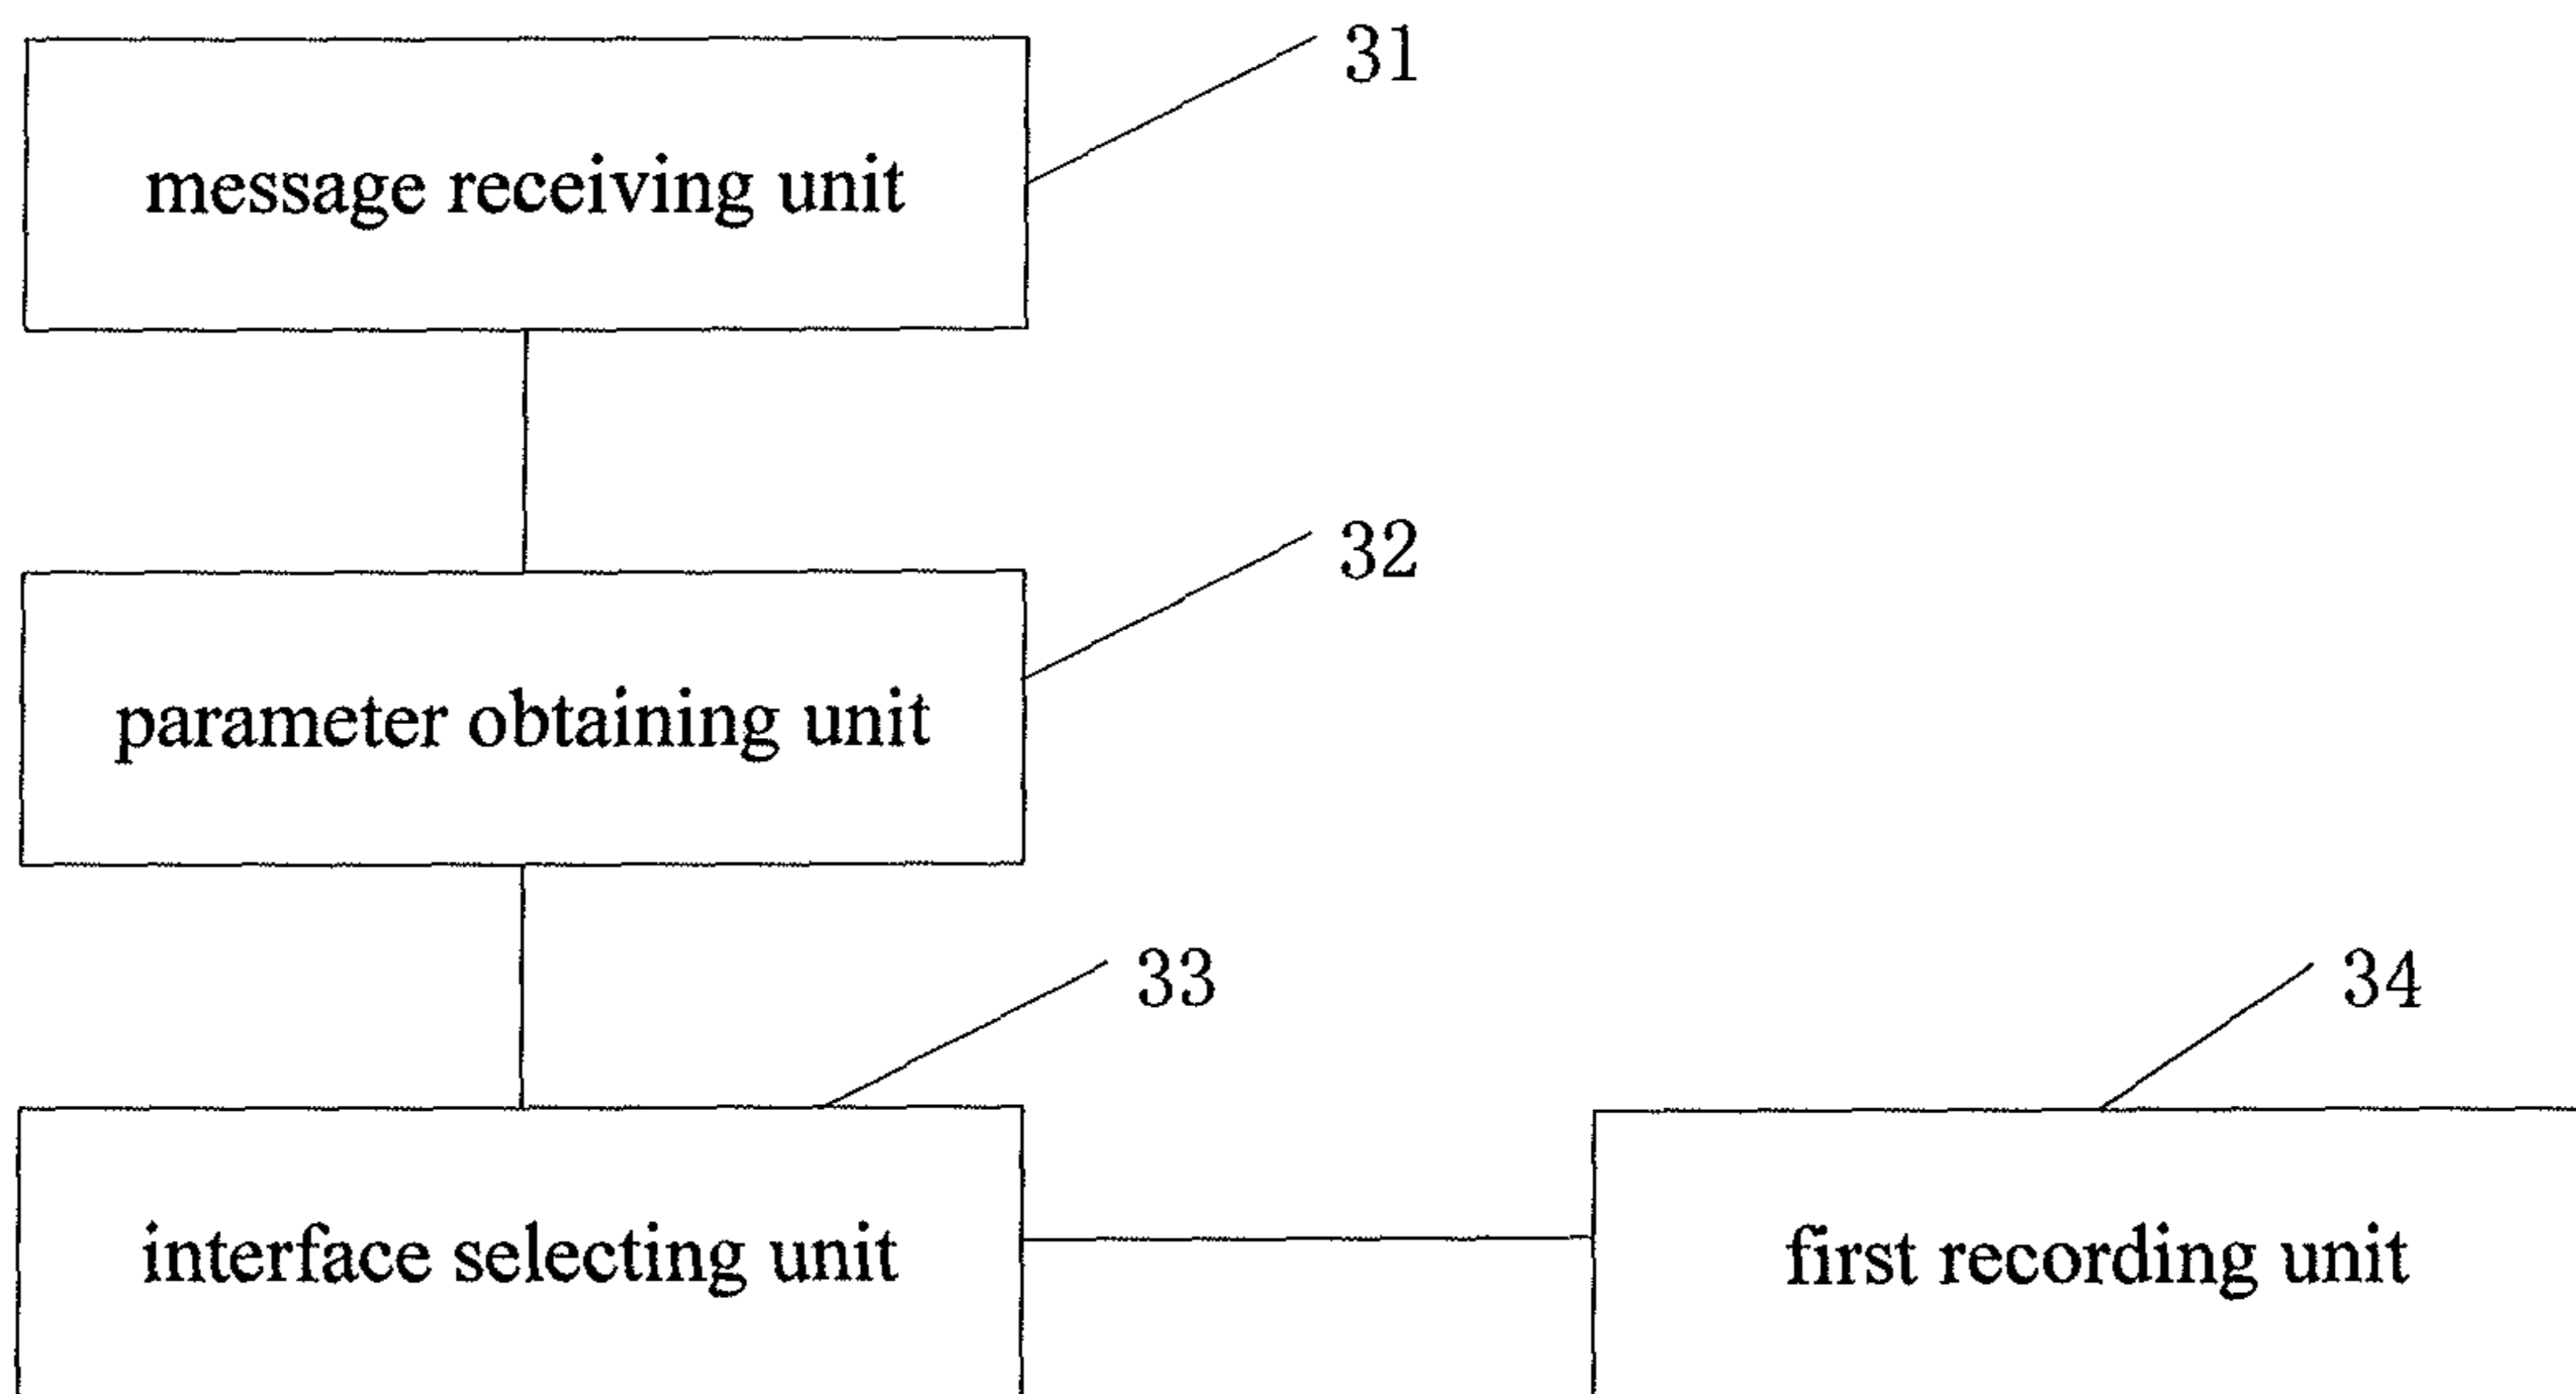 31
message receiving unit
32
parameter obtaining unit
33
34
interface selecting unit
first recording unit